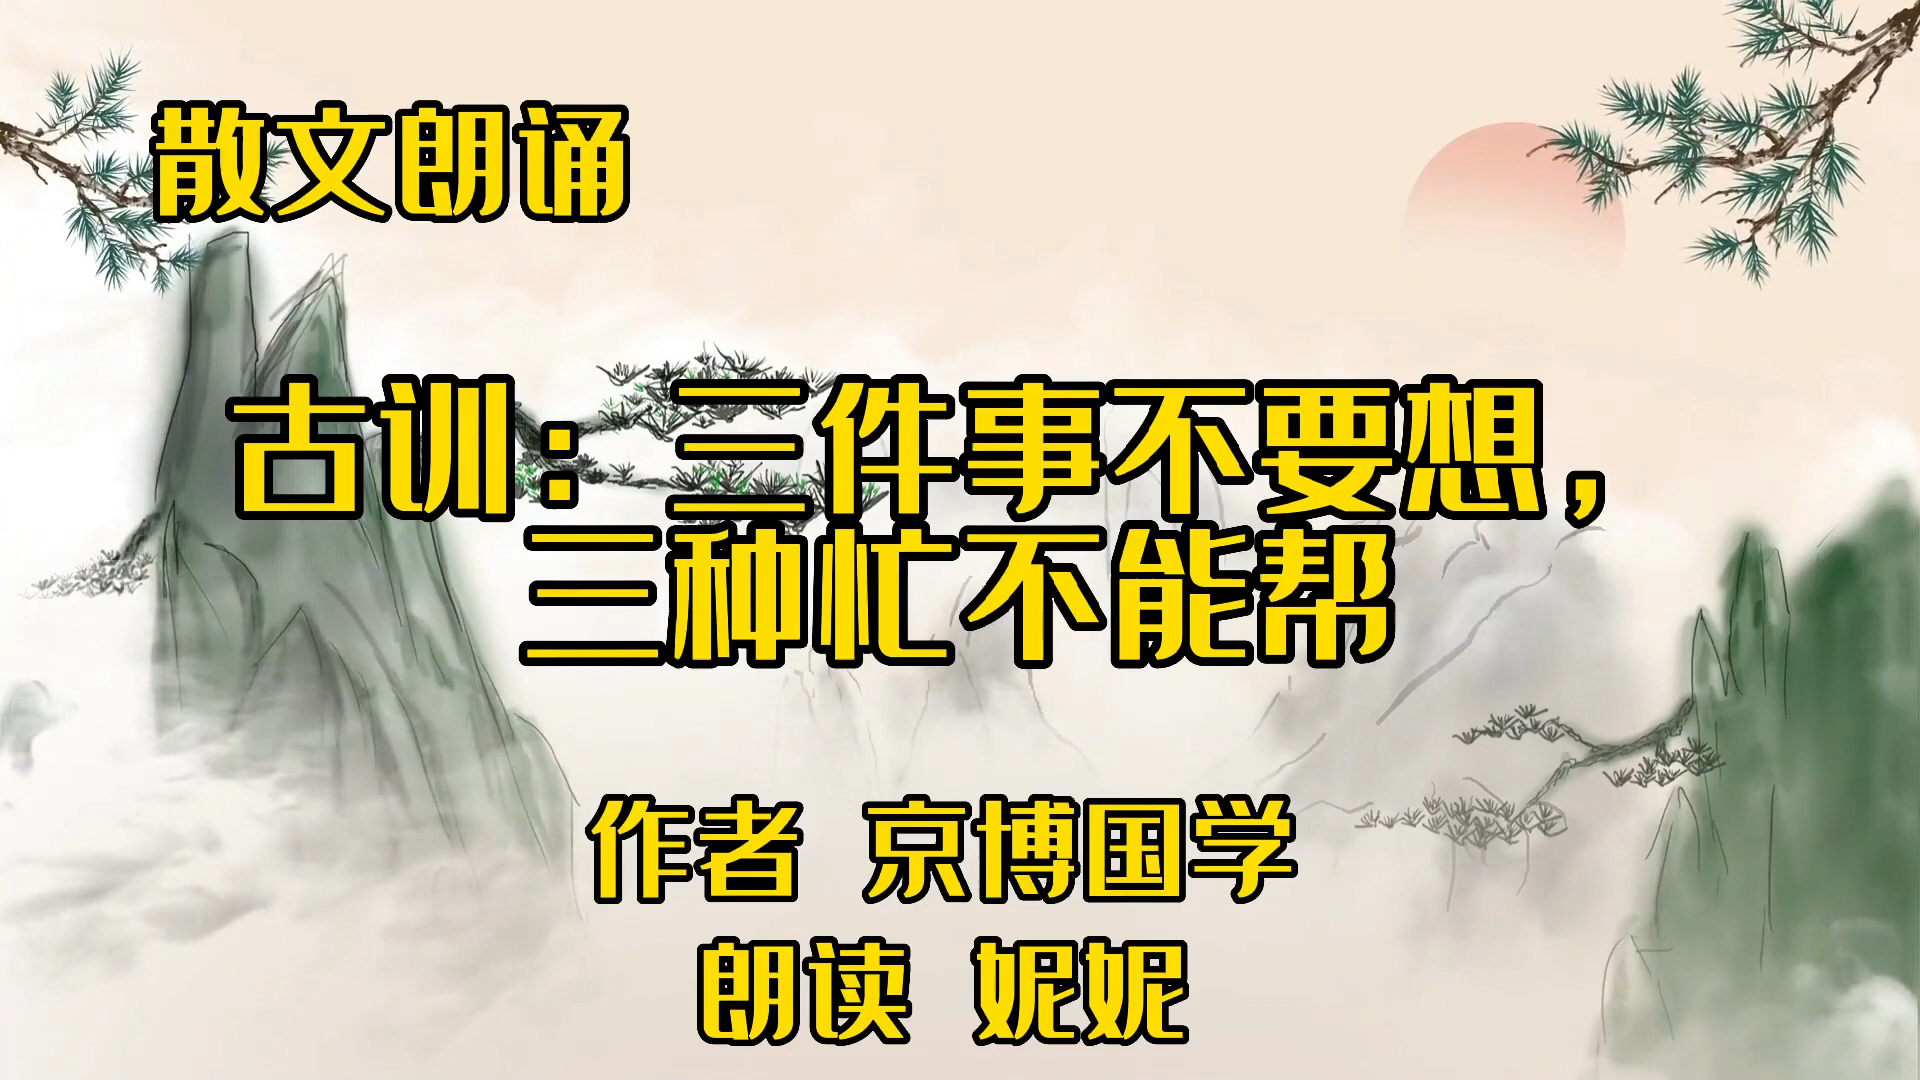 散文朗诵
古训：三件事不要想，
三种忙不能帮
作者 京博国学
朗读 妮妮